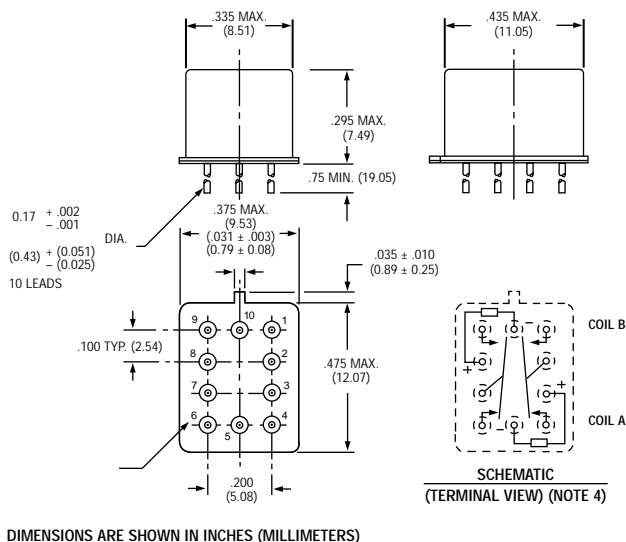 .335 MAX.
(8.51)
.435 MAX.
(11.05)
.295 MAX.
(7.49)
.75 MIN. (19.05)
0.17 + .002
– .001
DIA.
(0.43) + (0.051)
– (0.025)
10 LEADS
.375 MAX.
(9.53)
(.031 ± .003)
(0.79 ± 0.08)
.035 ± .010
(0.89 ± 0.25)
9 10 1
.100 TYP. (2.54)
8 2
7 3
6 5 4
.475 MAX.
(12.07)
.200
(5.08)
– COIL B
+
+
– COIL A
SCHEMATIC
(TERMINAL VIEW) (NOTE 4)
DIMENSIONS ARE SHOWN IN INCHES (MILLIMETERS)